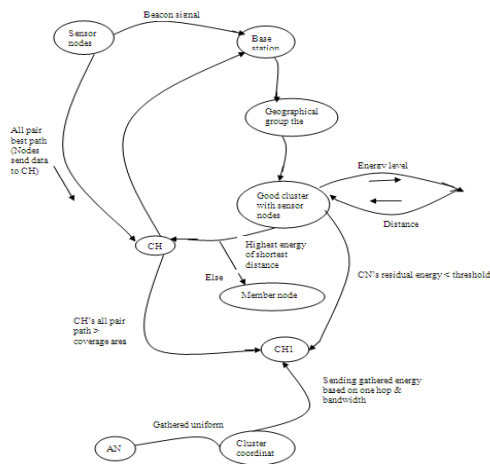 Beacon signal
Sensor
nodes
Base
station
Geographical
group the
All pair
best path
(Nodes
send data
to CH)
Energy level
Good cluster
with sensor
nodes
Distance
CH
Highest energy
of shortest
distance
CN's residual energy < threshold
Else
Member node
CH's all pair
path >
coverage area
CH1
Sending gathered energy
based on one hop &
bandwidth
Gathered uniform
AN
Cluster
coordinat